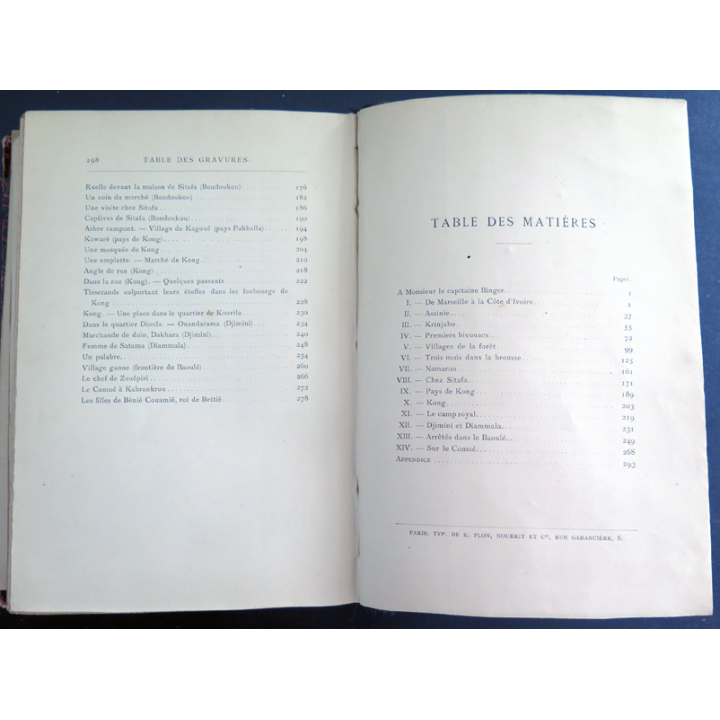 298 TABLE DES GRAVURES.
Ruelle devant la maison de Sitafa (Bondoukou) 176
Un coin de marché (Bondoukou) 182
Une visite chez Sitafa 186
Captives de Sitafa (Bondoukou) 190
Arbre rampant. — Village de Kagoué (pays Pakhalla) 194
Kewaré (pays de Kong) 198
Une mosquée de Kong 204
Une emplette. — Marché de Kong 210
Angle de rue (Kong) 218
Dans la rue (Kong). — Quelques passants 222
Tisserands colportant leurs étoffes dans les faubourgs de
Kong 228
Kong. — Une place dans le quartier de Kourila 230
Dans le quartier Dioula. — Ouandarama (Djimini) 234
Marchande de dolo, Dakhara (Djimini) 240
Femme de Satama (Diammala) 248
Un palabre 254
Village ganne (frontière du Baoulé) 260
Le chef de Zouépiri 266
Le Comoé à Kabrankrou 272
Les filles de Bénié Couamié, roi de Bettié 278
TABLE DES MATIÈRES
Pages.
A Monsieur le capitaine Binger 1
I. — De Marseille à la Côte d'Ivoire 1
II. — Assinie 37
III. — Krinjabo 55
IV. — Premiers bivouacs 72
V. — Villages de la forêt 99
VI. — Trois mois dans la brousse 125
VII. — Namarou 161
VIII. — Chez Sitafa 171
IX. — Pays de Kong 189
X. — Kong 203
XI. — Le camp royal 219
XII. — Djimini et Diammala 231
XIII. — Arrêtés dans le Baoulé 249
XIV. — Sur le Comoé 268
APPENDICE 293
PARIS. TYP. DE E. PLON, NOURRIT ET Cie, RUE GARANCIÈRE, 8.